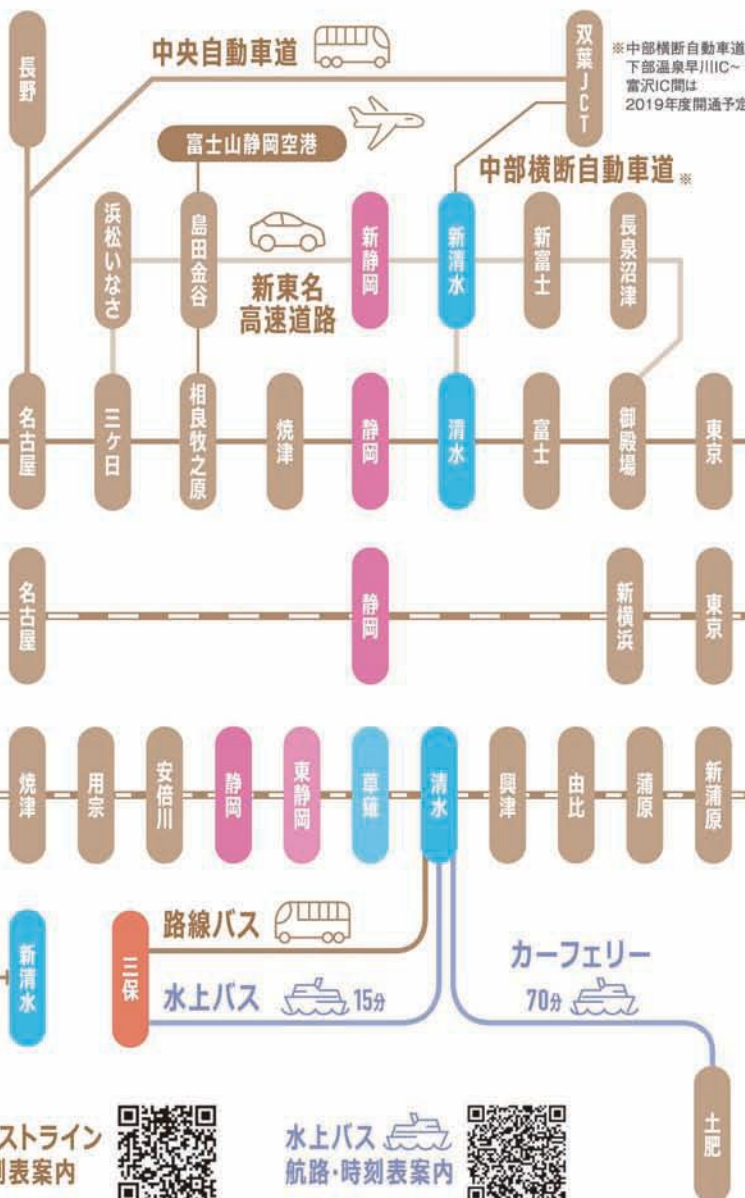 長野
中央自動車道
双葉JCT
※中部横断自動車道
下部温泉早川IC~
富沢IC間は
2019年度開通予定
富士山静岡空港
中部横断自動車道 ※
浜松いなさ
島田金谷
新東名
高速道路
新静岡
新清水
新富士
長泉沼津
名古屋
三ケ日
相良牧之原
焼津
静岡
清水
富士
御殿場
東京
名古屋
静岡
新横浜
東京
焼津
用宗
安倍川
静岡
東静岡
草薙
清水
興津
由比
蒲原
新蒲原
新清水
三保
路線バス
水上バス 15分
カーフェリー
70分
土肥
ストライン
刻表案内
水上バス
航路・時刻表案内